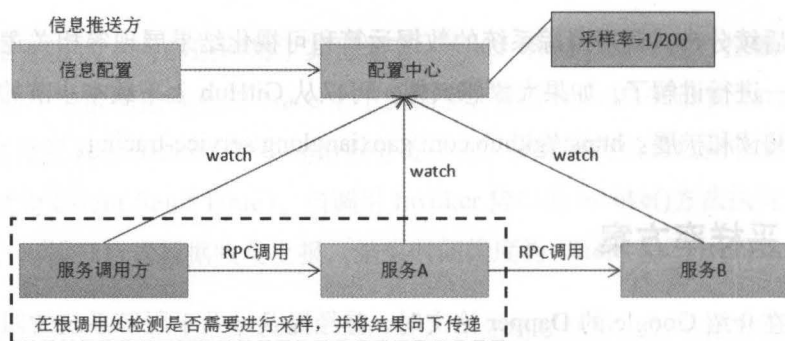 信息推送方
信息配置
配置中心
采样率=1/200
watch
watch
watch
服务调用方
RPC调用
服务A
RPC调用
服务B
在根调用处检测是否需要进行采样，并将结果向下传递